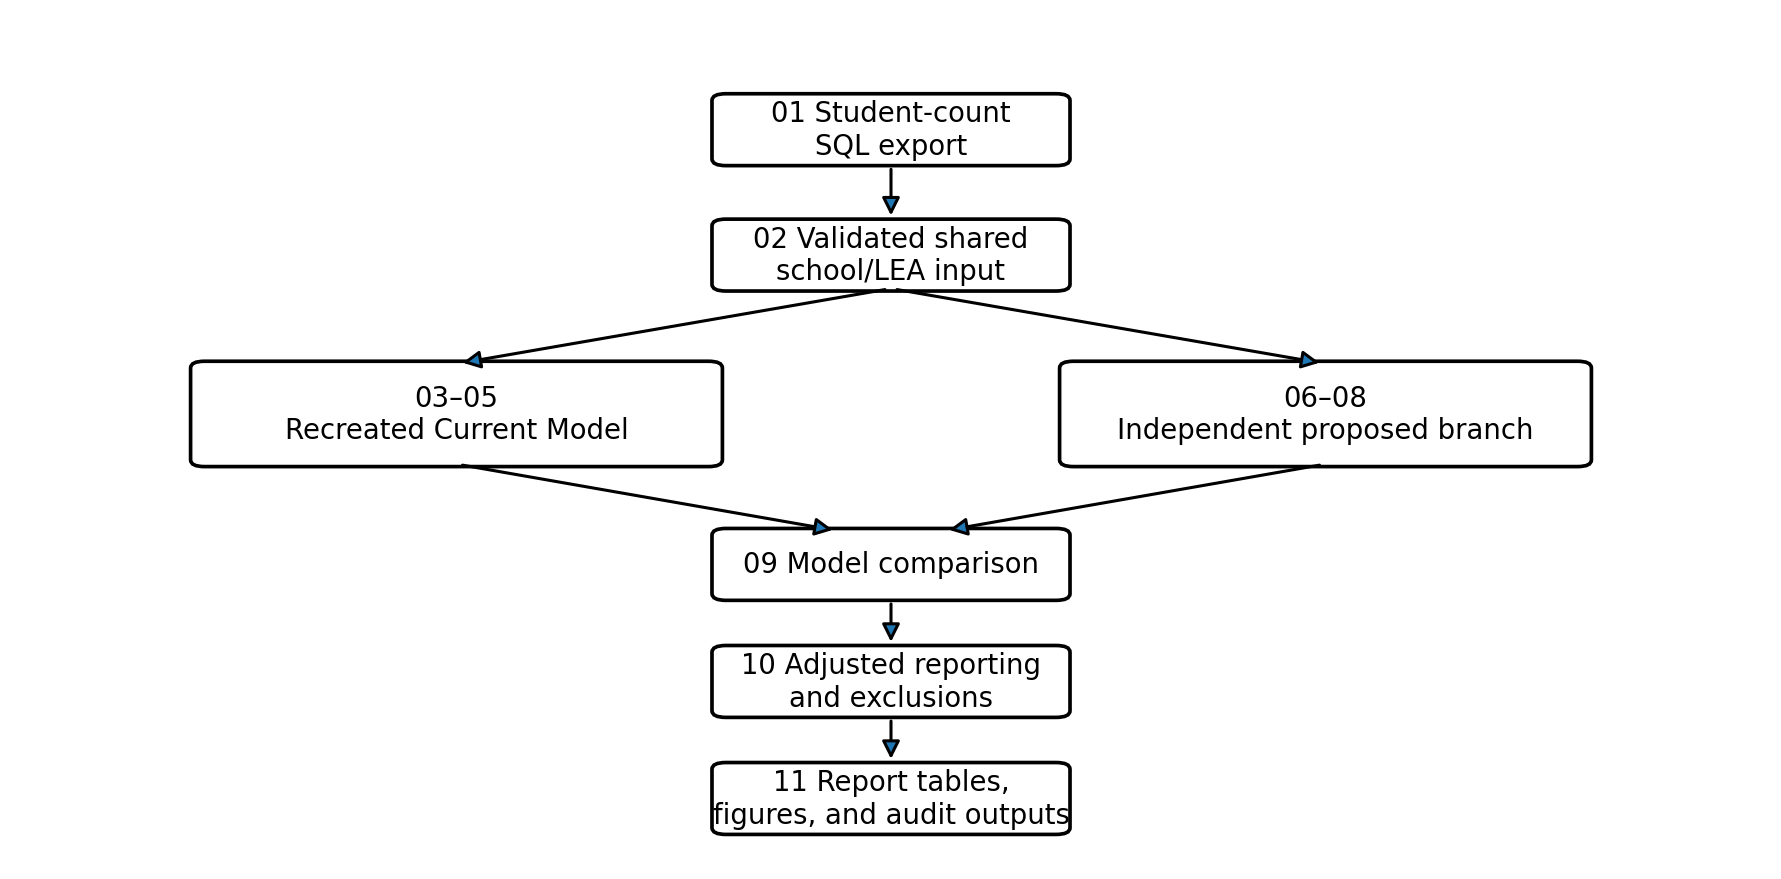 01 Student-count
SQL export
02 Validated shared
school/LEA input
03–05
Recreated Current Model
06–08
Independent proposed branch
09 Model comparison
10 Adjusted reporting
and exclusions
11 Report tables,
figures, and audit outputs